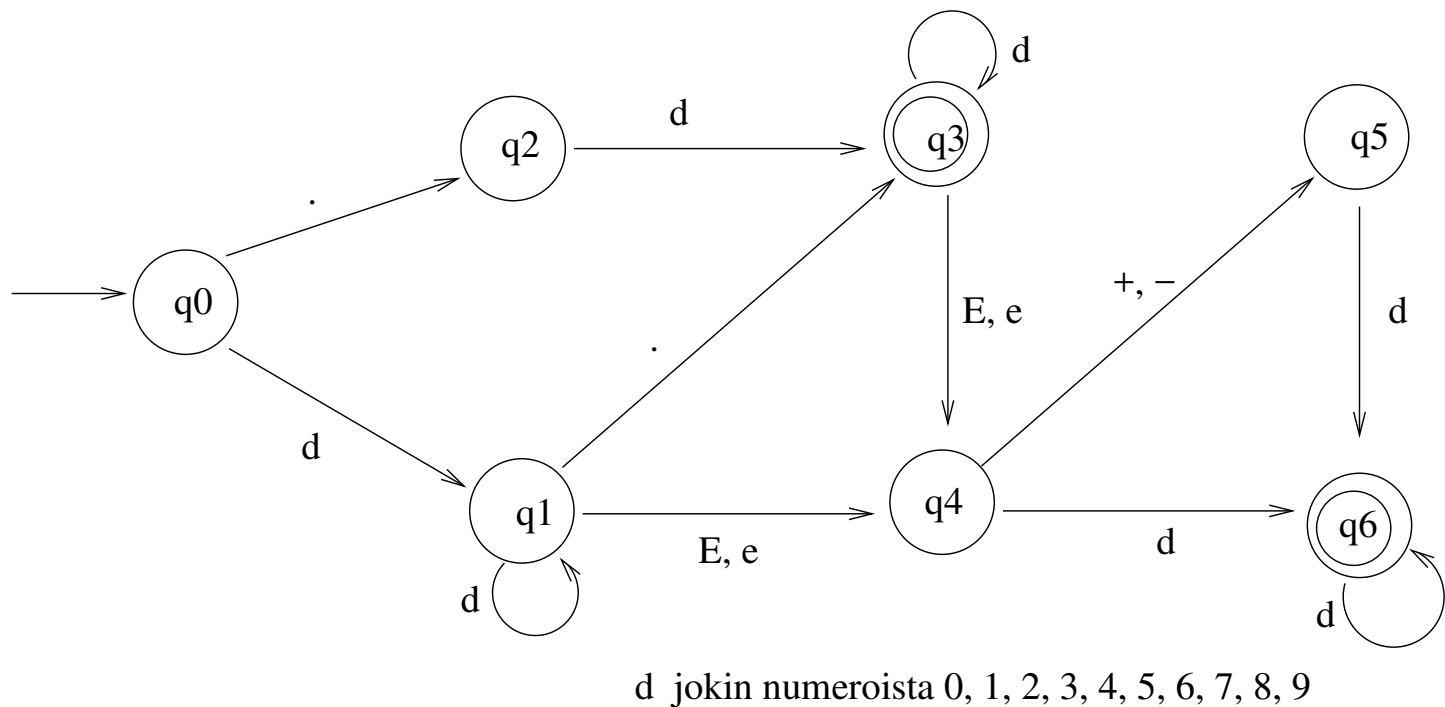 d
q2
d
q3
q5
.
q0
+, −
E, e
d
.
d
q1
E, e
q4
d
q6
d
d
d jokin numeroista 0, 1, 2, 3, 4, 5, 6, 7, 8, 9